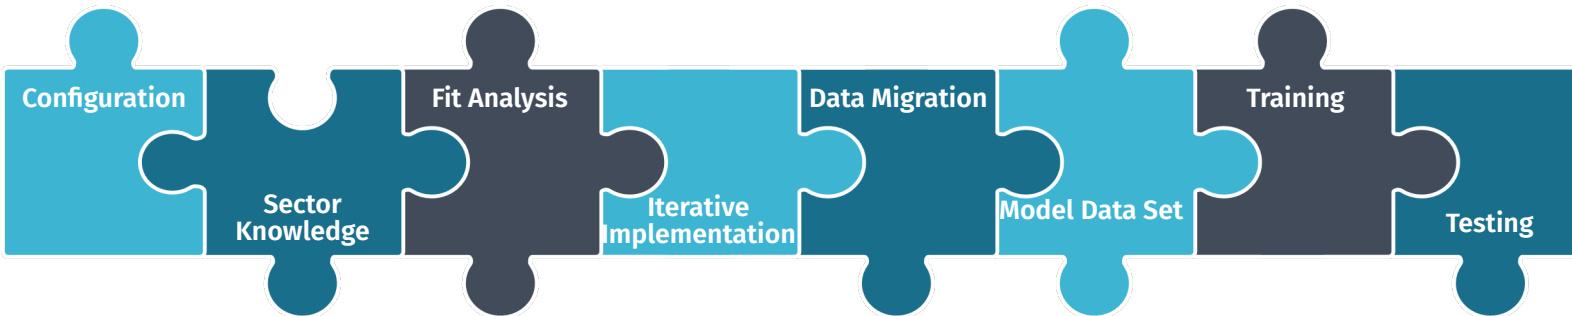 Configuration
Sector
Knowledge
Fit Analysis
Iterative
Implementation
Data Migration
Model Data Set
Training
Testing